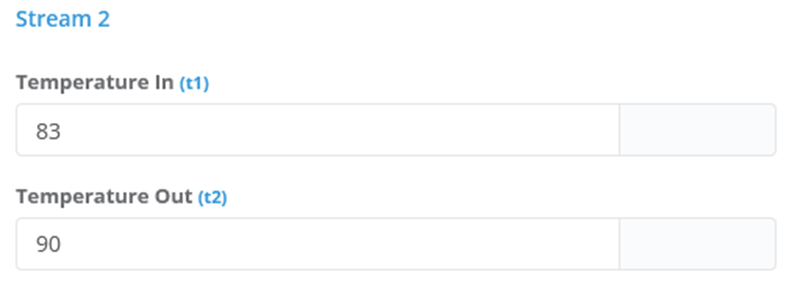 Stream 2
Temperature In (t1)
83
Temperature Out (t2)
90